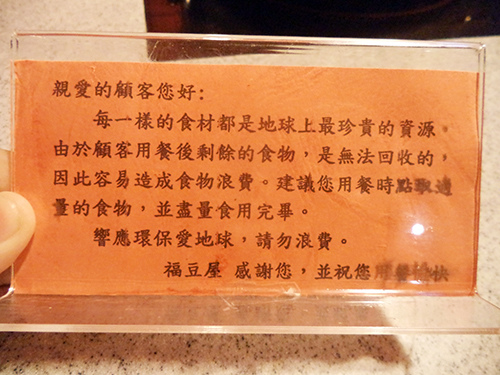 親愛的顧客您好：
每一樣的食材都是地球上最珍貴的資源。
由於顧客用餐後剩餘的食物，是無法回收的，
因此容易造成食物浪費。建議您用餐時點取適
量的食物，並盡量食用完畢。
響應環保愛地球，請勿浪費。
福豆屋 感謝您，並祝您用餐愉快